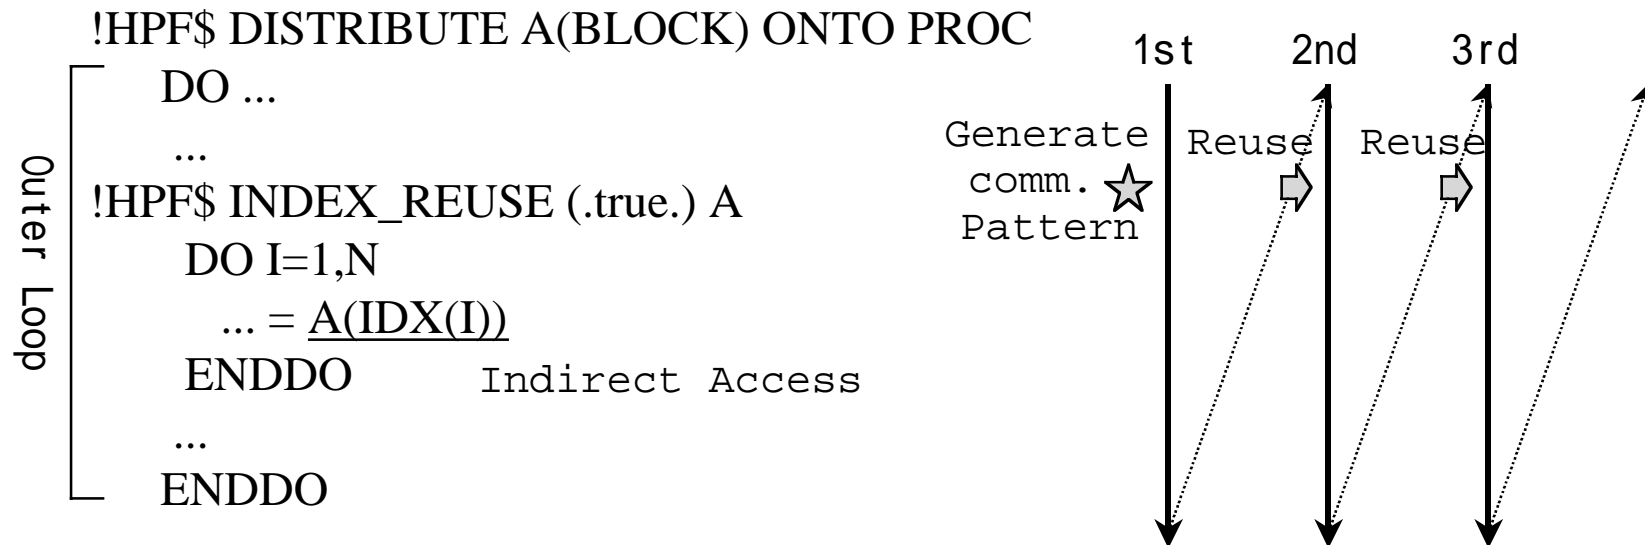 !HPF$ DISTRIBUTE A(BLOCK) ONTO PROC
DO ...
...
!HPF$ INDEX_REUSE (.true.) A
DO I=1,N
... = A(IDX(I))
ENDDO Indirect Access
...
ENDDO
Outer Loop
1st 2nd 3rd
Generate
comm.
Pattern
Reuse
Reuse